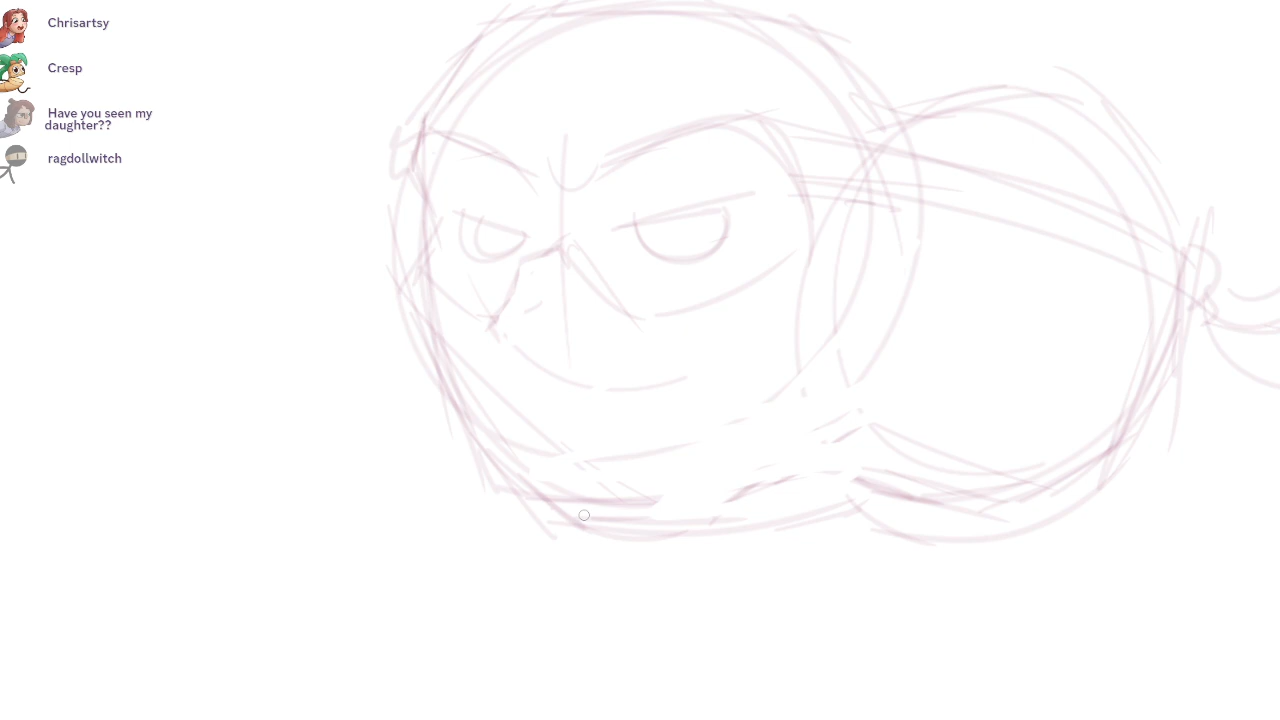 Chrisartsy
Cresp
Have you seen my
daughter??
ragdollwitch